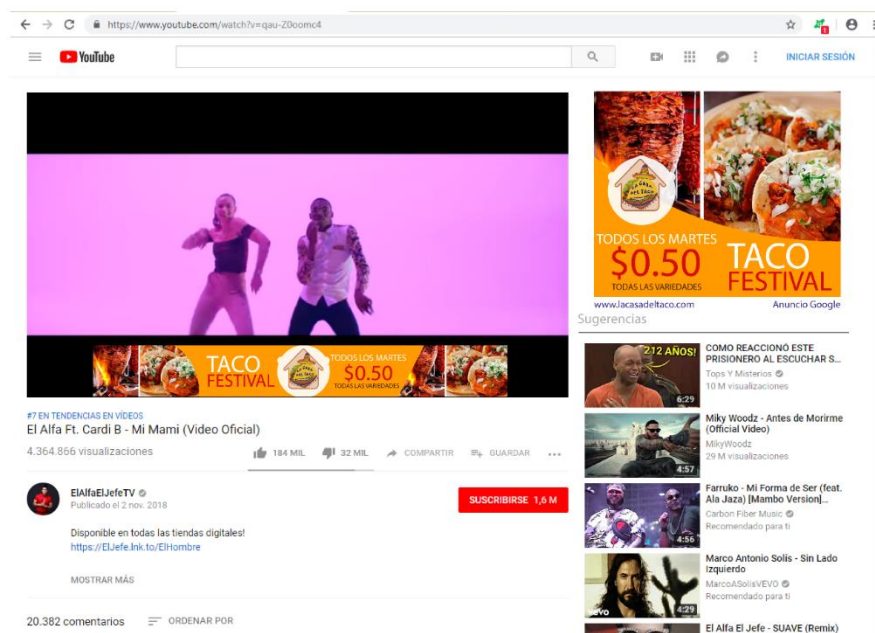 https://www.youtube.com/watch?v=qau-Z0oomc4
1
YouTube
INICIAR SESIÓN
TACO
FESTIVAL
TODOS LOS MARTES
$0.50
TODAS LAS VARIEDADES
#7 EN TENDENCIAS EN VÍDEOS
El Alfa Ft. Cardi B - Mi Mami (Video Oficial)
4.364.866 visualizaciones
184 MIL
32 MIL
COMPARTIR
GUARDAR
ElAlfaElJefeTV
Publicado el 2 nov. 2018
SUSCRIBIRSE 1,6 M
Disponible en todas las tiendas digitales!
https://ElJefe.lnk.to/ElHombre
MOSTRAR MÁS
20.382 comentarios
ORDENAR POR
La Casa
del Taco
TODOS LOS MARTES
$0.50
TODAS LAS VARIEDADES
TACO
FESTIVAL
www.lacasadeltaco.com
Anuncio Google
Sugerencias
212 AÑOS!
6:29
COMO REACCIONÓ ESTE
PRISIONERO AL ESCUCHAR S...
Tops Y Misterios
10 M visualizaciones
4:57
Miky Woodz - Antes de Morirme
(Official Video)
MikyWoodz
29 M visualizaciones
4:56
Farruko - Mi Forma de Ser (feat.
Ala Jaza) [Mambo Version]...
Carbon Fiber Music
Recomendado para ti
vevo
4:29
Marco Antonio Solís - Sin Lado
Izquierdo
MarcoASolisVEVO
Recomendado para ti
El Alfa El Jefe - SUAVE (Remix)